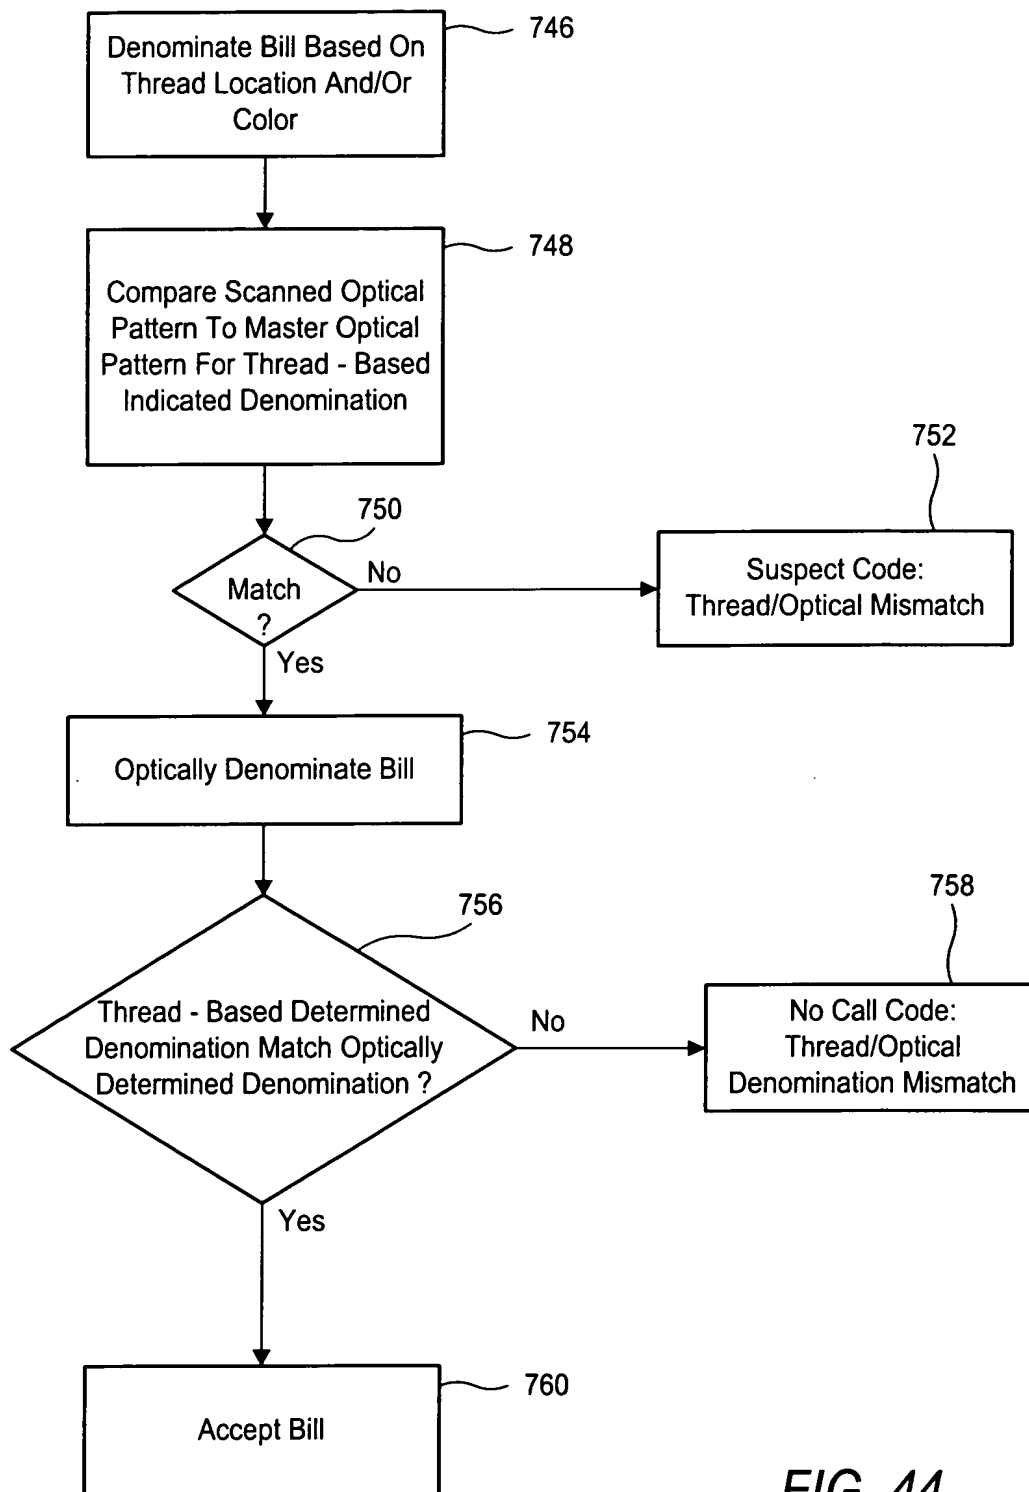 746
Denominate Bill Based On
Thread Location And/Or
Color
748
Compare Scanned Optical
Pattern To Master Optical
Pattern For Thread - Based
Indicated Denomination
750
Match
?
No
Yes
752
Suspect Code:
Thread/Optical Mismatch
754
Optically Denominate Bill
756
Thread - Based Determined
Denomination Match Optically
Determined Denomination ?
No
Yes
758
No Call Code:
Thread/Optical
Denomination Mismatch
760
Accept Bill
FIG. 44